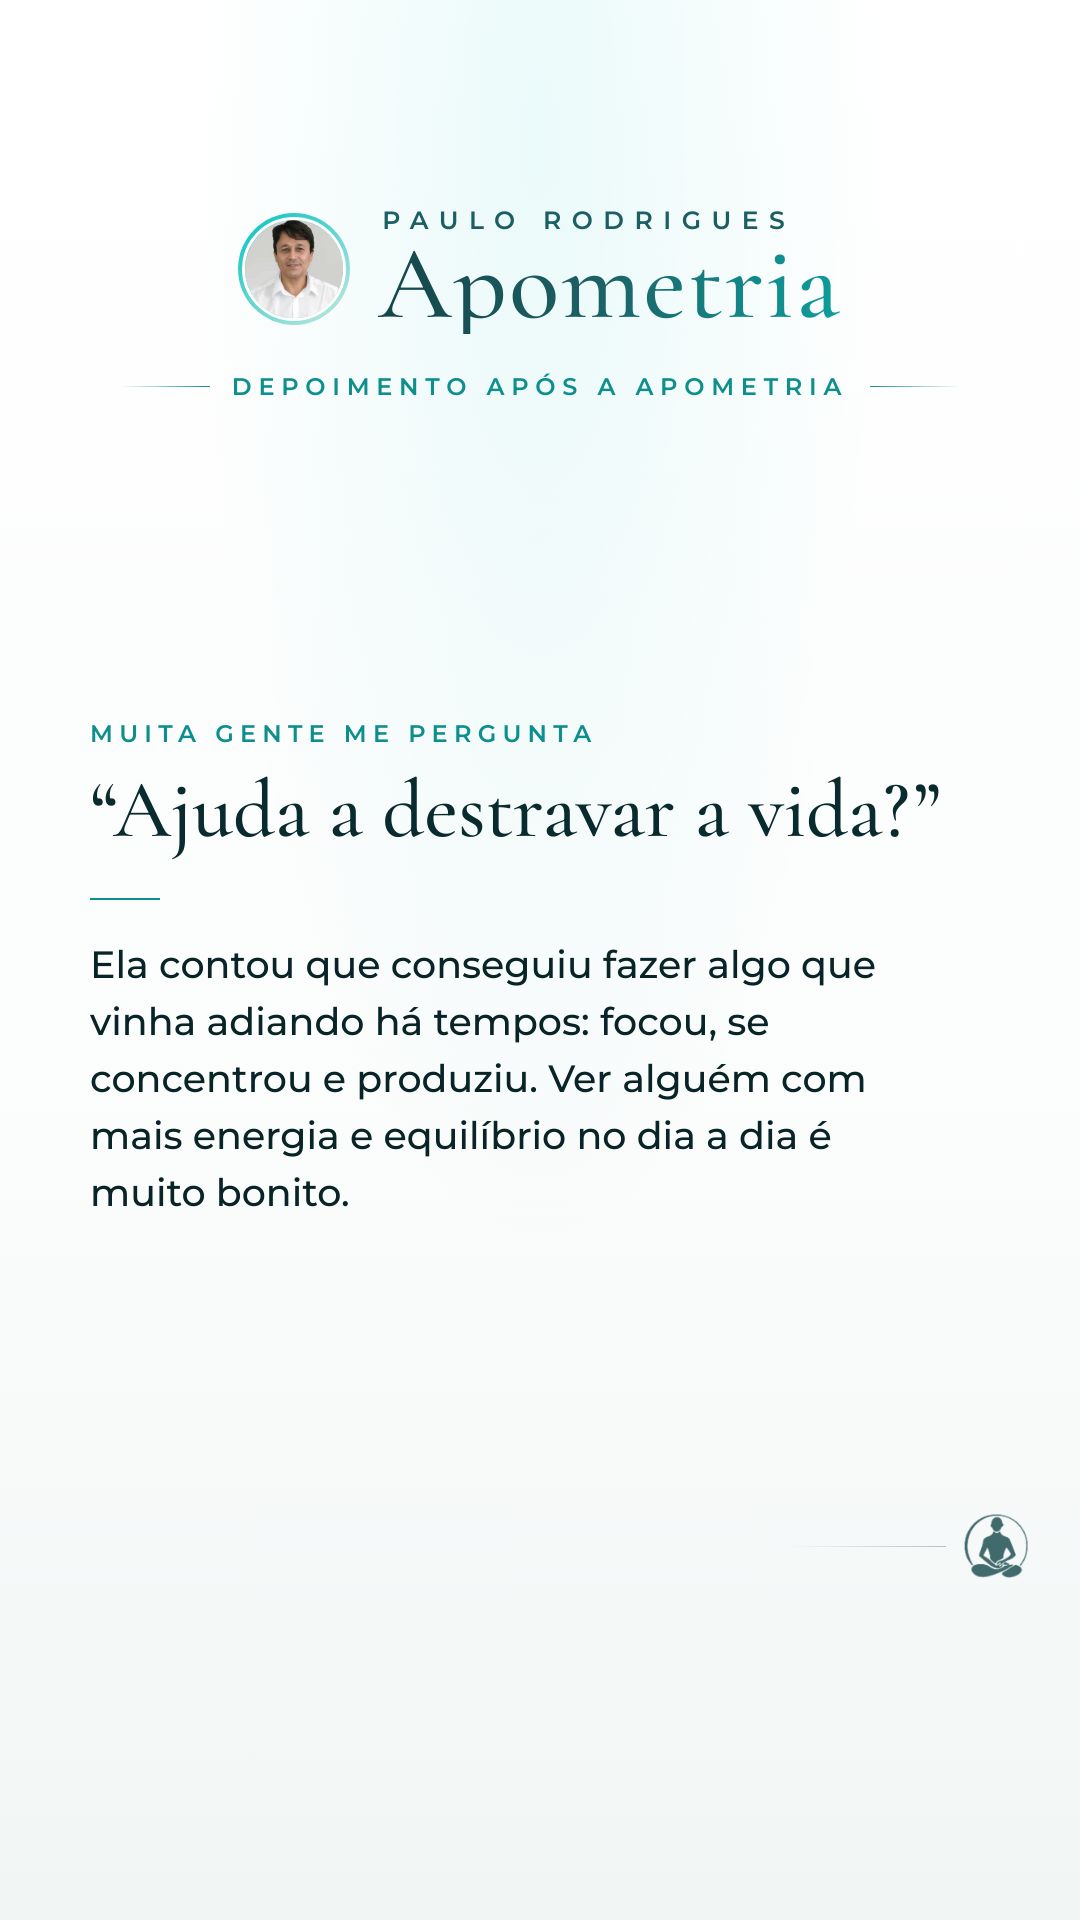 PAULO RODRIGUES
Apometria
DEPOIMENTO APÓS A APOMETRIA
MUITA GENTE ME PERGUNTA
“Ajuda a destravar a vida?”
Ela contou que conseguiu fazer algo que
vinha adiando há tempos: focou, se
concentrou e produziu. Ver alguém com
mais energia e equilíbrio no dia a dia é
muito bonito.